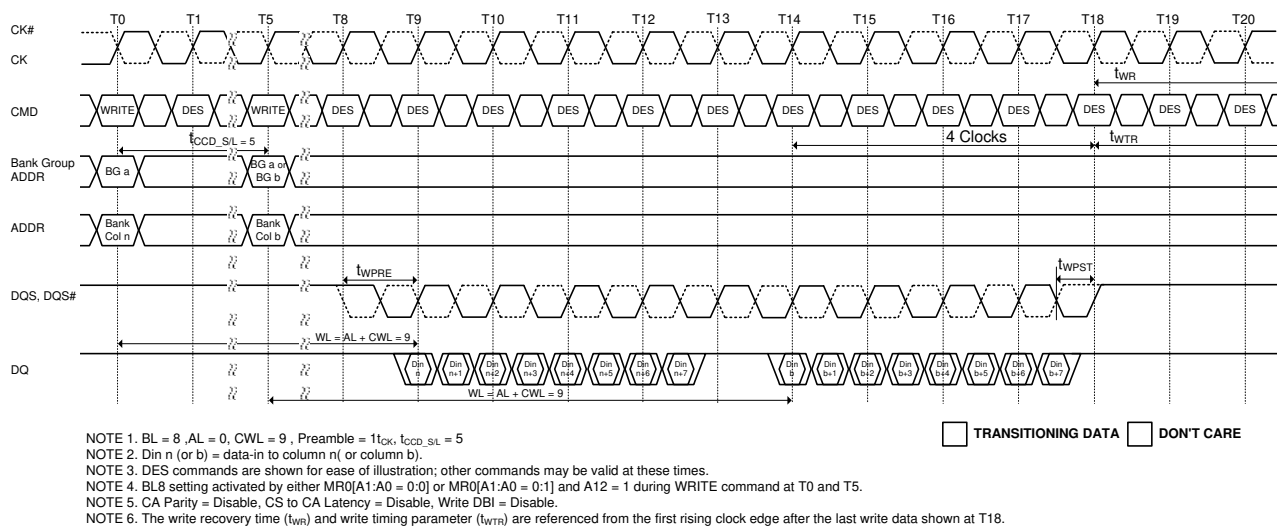 T0 T1 T5 T8 T9 T10 T11 T12 T13 T14 T15 T16 T17 T18 T19 T20
CK#
CK
tWR
CMD WRITE DES WRITE DES DES DES DES DES DES DES DES DES DES DES DES DES
tCCD_S/L = 5
4 Clocks
tWTR
Bank Group
ADDR
BG a
BG a or
BG b
ADDR
Bank
Col n
Bank
Col b
tWPRE
tWPST
DQS, DQS#
WL = AL + CWL = 9
DQ
Din
n
Din
n+1
Din
n+2
Din
n+3
Din
n+4
Din
n+5
Din
n+6
Din
n+7
Din
b
Din
b+1
Din
b+2
Din
b+3
Din
b+4
Din
b+5
Din
b+6
Din
b+7
WL = AL + CWL = 9
TRANSITIONING DATA DON'T CARE
NOTE 1. BL = 8 ,AL = 0, CWL = 9 , Preamble = 1tCK, tCCD_S/L = 5
NOTE 2. Din n ( or b) = data-in to column n( or column b).
NOTE 3. DES commands are shown for ease of illustration; other commands may be valid at these times.
NOTE 4. BL8 setting activated by either MR0[A1:A0 = 0:0] or MR0[A1:A0 = 0:1] and A12 = 1 during WRITE command at T0 and T5.
NOTE 5. CA Parity = Disable, CS to CA Latency = Disable, Write DBI = Disable.
NOTE 6. The write recovery time (tWR) and write timing parameter (tWTR) are referenced from the first rising clock edge after the last write data shown at T18.